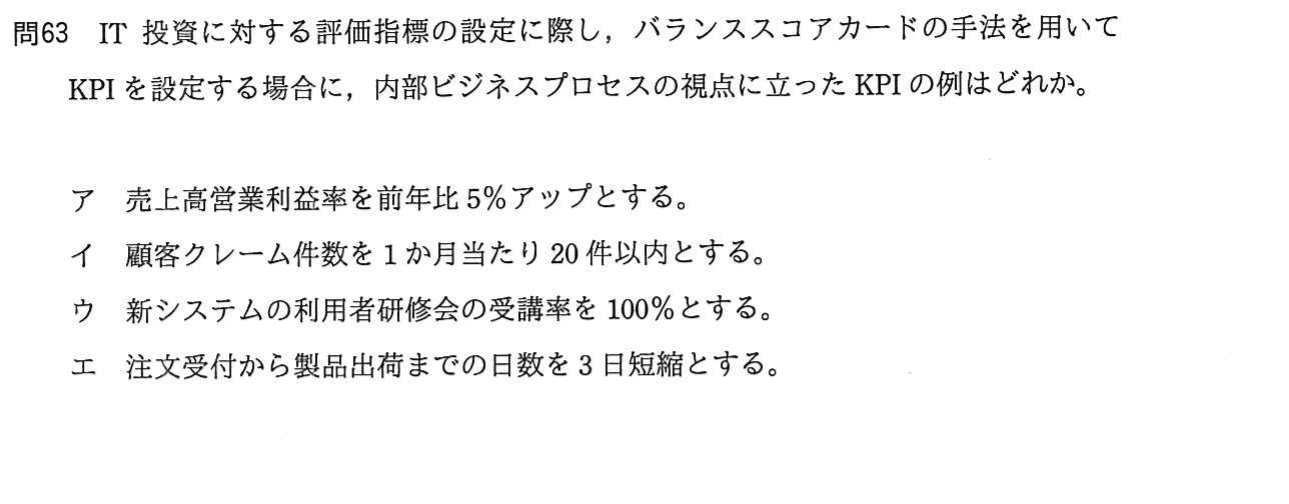 問63 IT 投資に対する評価指標の設定に際し，バランススコアカードの手法を用いて
KPI を設定する場合に，内部ビジネスプロセスの視点に立った KPI の例はどれか。
ア 売上高営業利益率を前年比 5%アップとする。
イ 顧客クレーム件数を 1 か月当たり 20 件以内とする。
ウ 新システムの利用者研修会の受講率を 100%とする。
エ 注文受付から製品出荷までの日数を 3 日短縮とする。